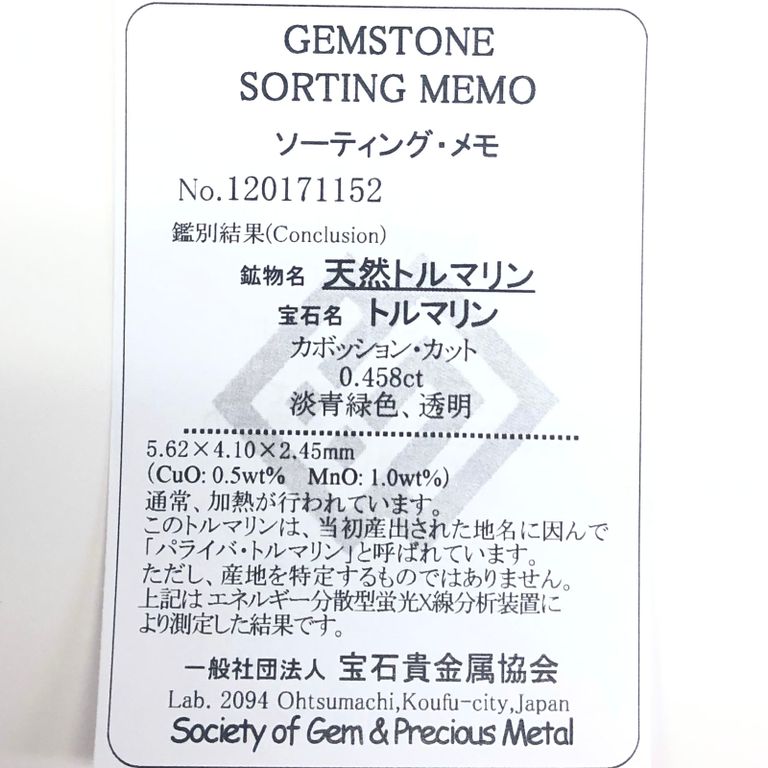 GEMSTONE
SORTING MEMO
ソーティング・メモ
No.120171152
鑑別結果(Conclusion)
鉱物名 天然トルマリン
宝石名 トルマリン
カボッション・カット
0.458ct
淡青緑色、透明
5.62×4.10×2.45mm
(CuO: 0.5wt% MnO: 1.0wt%)
通常、加熱が行われています。
このトルマリンは、当初産出された地名に因んで
「パライバ・トルマリン」と呼ばれています。
ただし、産地を特定するものではありません。
上記はエネルギー分散型蛍光X線分析装置に
より測定した結果です。
一般社団法人 宝石貴金属協会
Lab. 2094 Ohtsumachi,Koufu-city,Japan
Society of Gem & Precious Metal